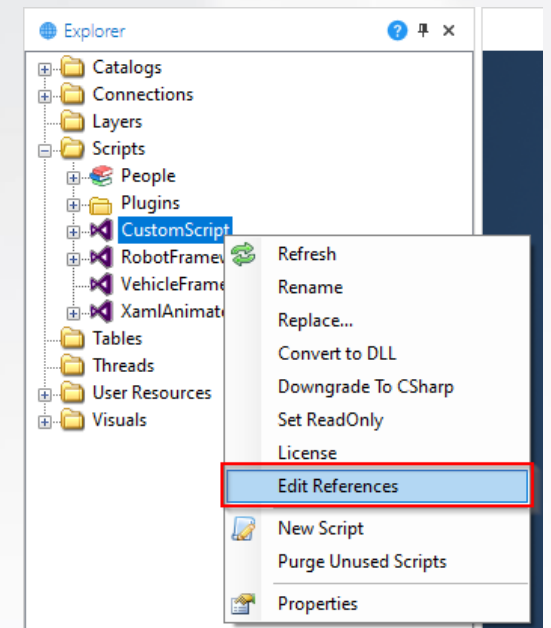 Explorer
Catalogs
Connections
Layers
Scripts
People
Plugins
CustomScript
RobotFramew
VehicleFrame
XamlAnimat
Tables
Threads
User Resources
Visuals
Refresh
Rename
Replace...
Convert to DLL
Downgrade To CSharp
Set ReadOnly
License
Edit References
New Script
Purge Unused Scripts
Properties